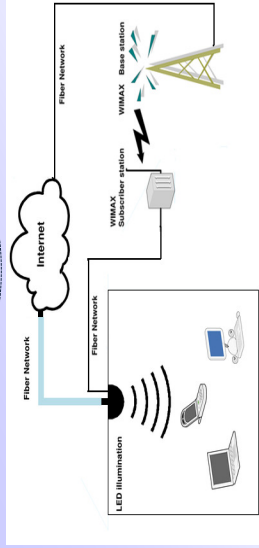 Fiber Network
Internet
Fiber Network
WIMAX Base station
WIMAX
Subscriber station
Fiber Network
LED illumination